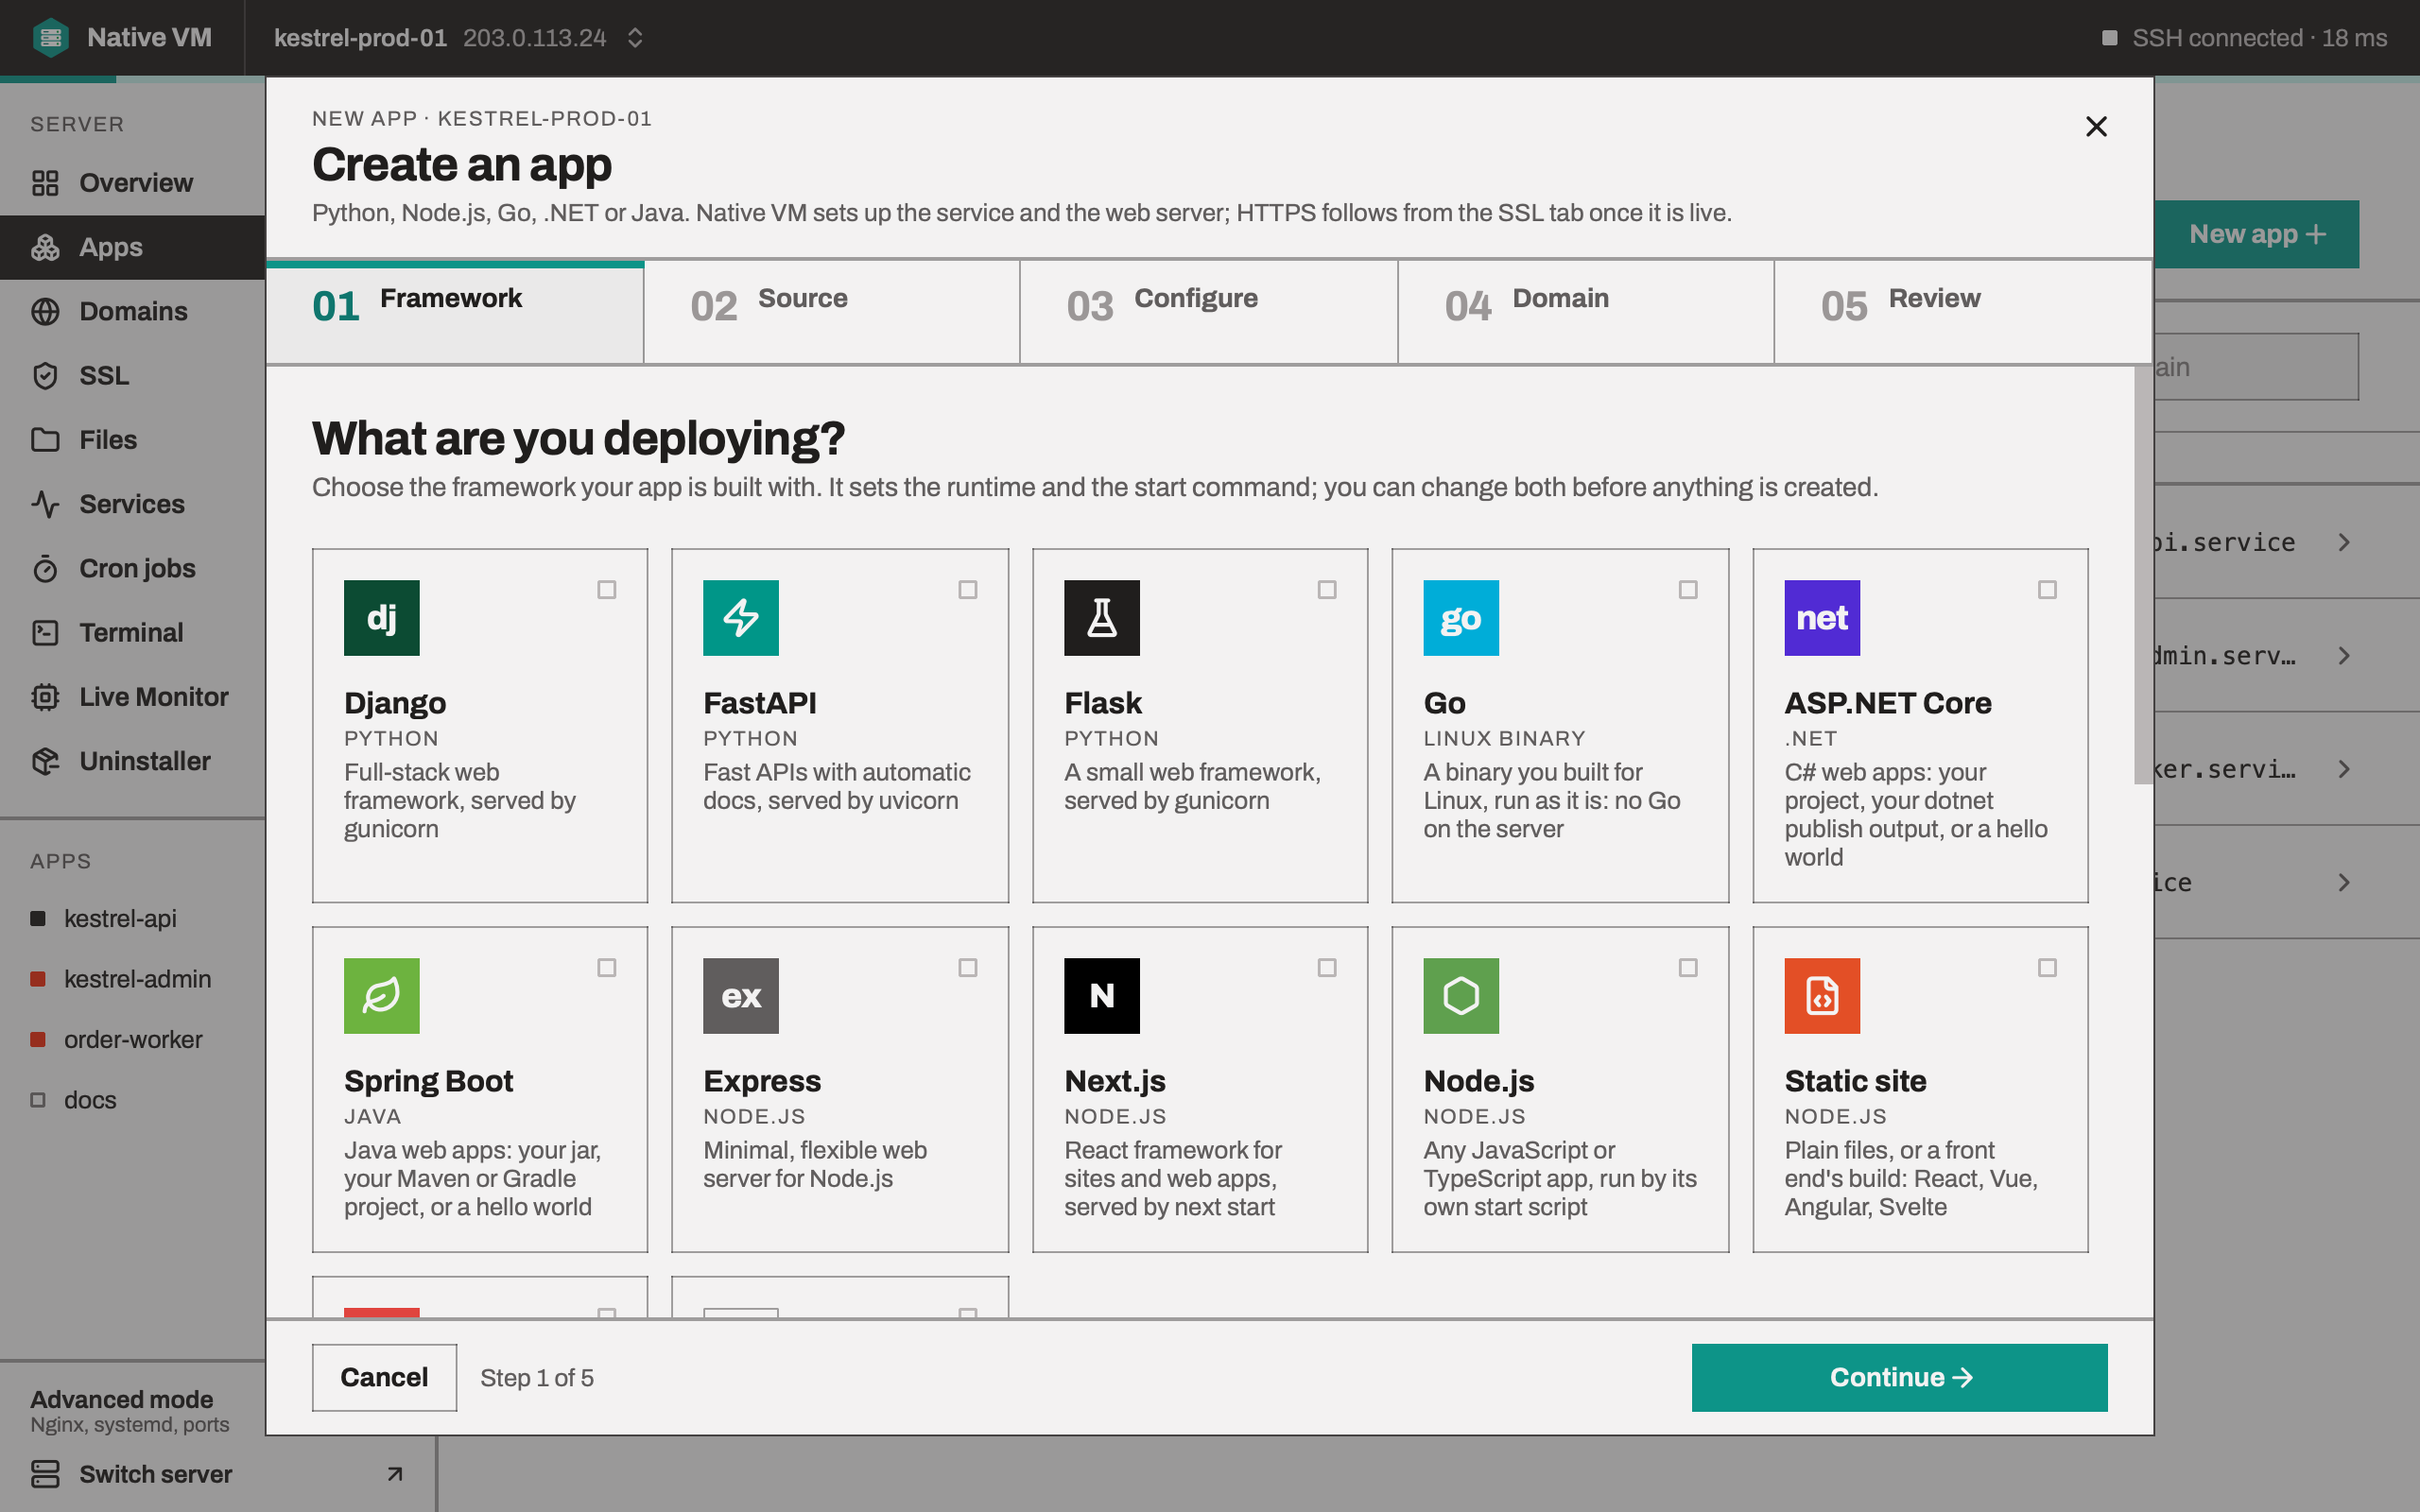 Native VM
kestrel-prod-01 203.0.113.24
SSH connected · 18 ms
SERVER
Overview
Apps
Domains
SSL
Files
Services
Cron jobs
Terminal
Live Monitor
Uninstaller
APPS
kestrel-api
kestrel-admin
order-worker
docs
Advanced mode
Nginx, systemd, ports
Switch server
New app
ain
pi.service
dmin.serv…
ker.servi…
ice
NEW APP · KESTREL-PROD-01
Create an app
Python, Node.js, Go, .NET or Java. Native VM sets up the service and the web server; HTTPS follows from the SSL tab once it is live.
01 Framework
02 Source
03 Configure
04 Domain
05 Review
What are you deploying?
Choose the framework your app is built with. It sets the runtime and the start command; you can change both before anything is created.
dj
Django
PYTHON
Full-stack web
framework, served by
gunicorn
FastAPI
PYTHON
Fast APIs with automatic
docs, served by uvicorn
Flask
PYTHON
A small web framework,
served by gunicorn
go
Go
LINUX BINARY
A binary you built for
Linux, run as it is: no Go
on the server
net
ASP.NET Core
.NET
C# web apps: your
project, your dotnet
publish output, or a hello
world
Spring Boot
JAVA
Java web apps: your jar,
your Maven or Gradle
project, or a hello world
ex
Express
NODE.JS
Minimal, flexible web
server for Node.js
N
Next.js
NODE.JS
React framework for
sites and web apps,
served by next start
Node.js
NODE.JS
Any JavaScript or
TypeScript app, run by its
own start script
Static site
NODE.JS
Plain files, or a front
end's build: React, Vue,
Angular, Svelte
Cancel
Step 1 of 5
Continue